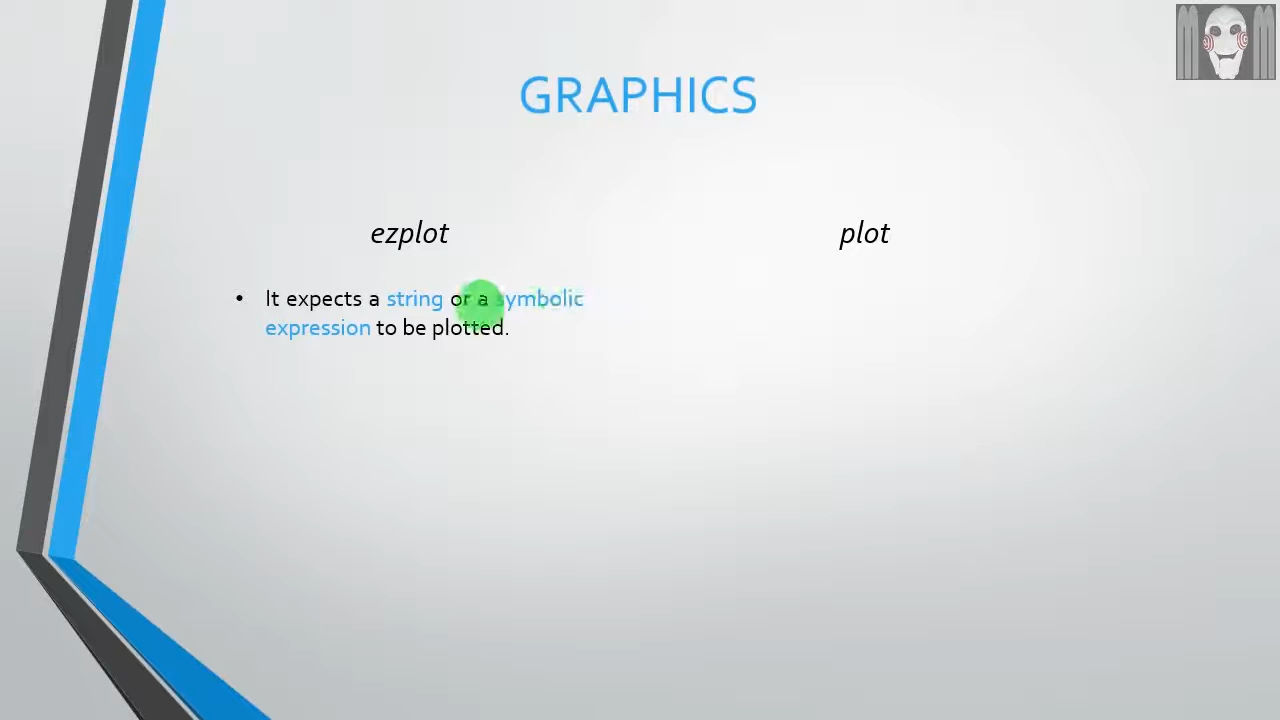 GRAPHICS
ezplot
plot
• It expects a string or a symbolic
expression to be plotted.